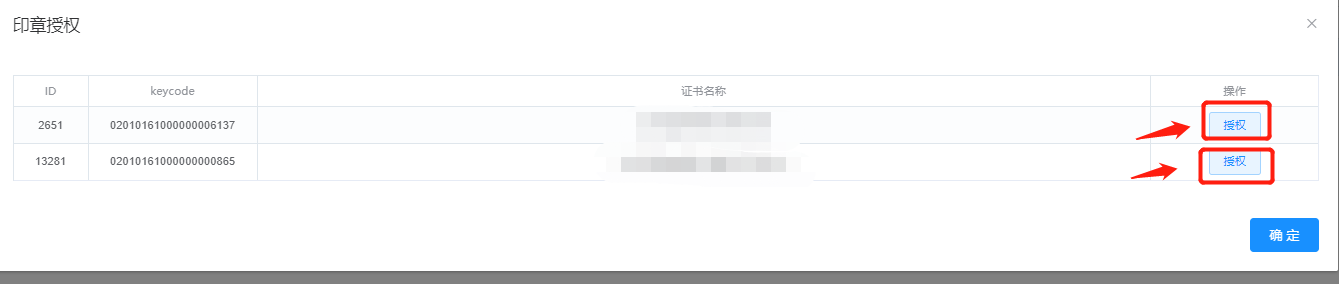 印章授权
ID keycode 证书名称 操作
2651 02010161000000006137 授权
13281 02010161000000000865 授权
确 定